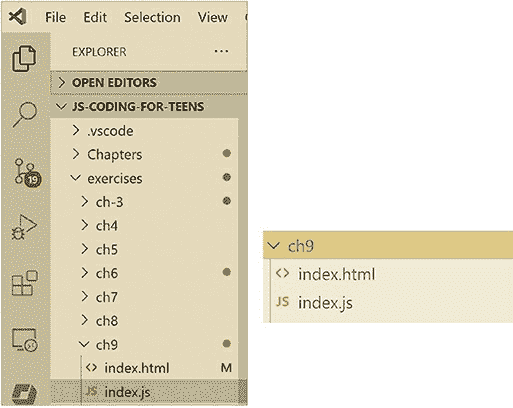 File Edit Selection View
EXPLORER ...
> OPEN EDITORS
JS-CODING-FOR-TEENS
> .vscode
> Chapters
exercises
> ch-3
> ch4
> ch5
> ch6
> ch7
> ch8
ch9
<> index.html M
JS index.js
19
ch9
<> index.html
JS index.js